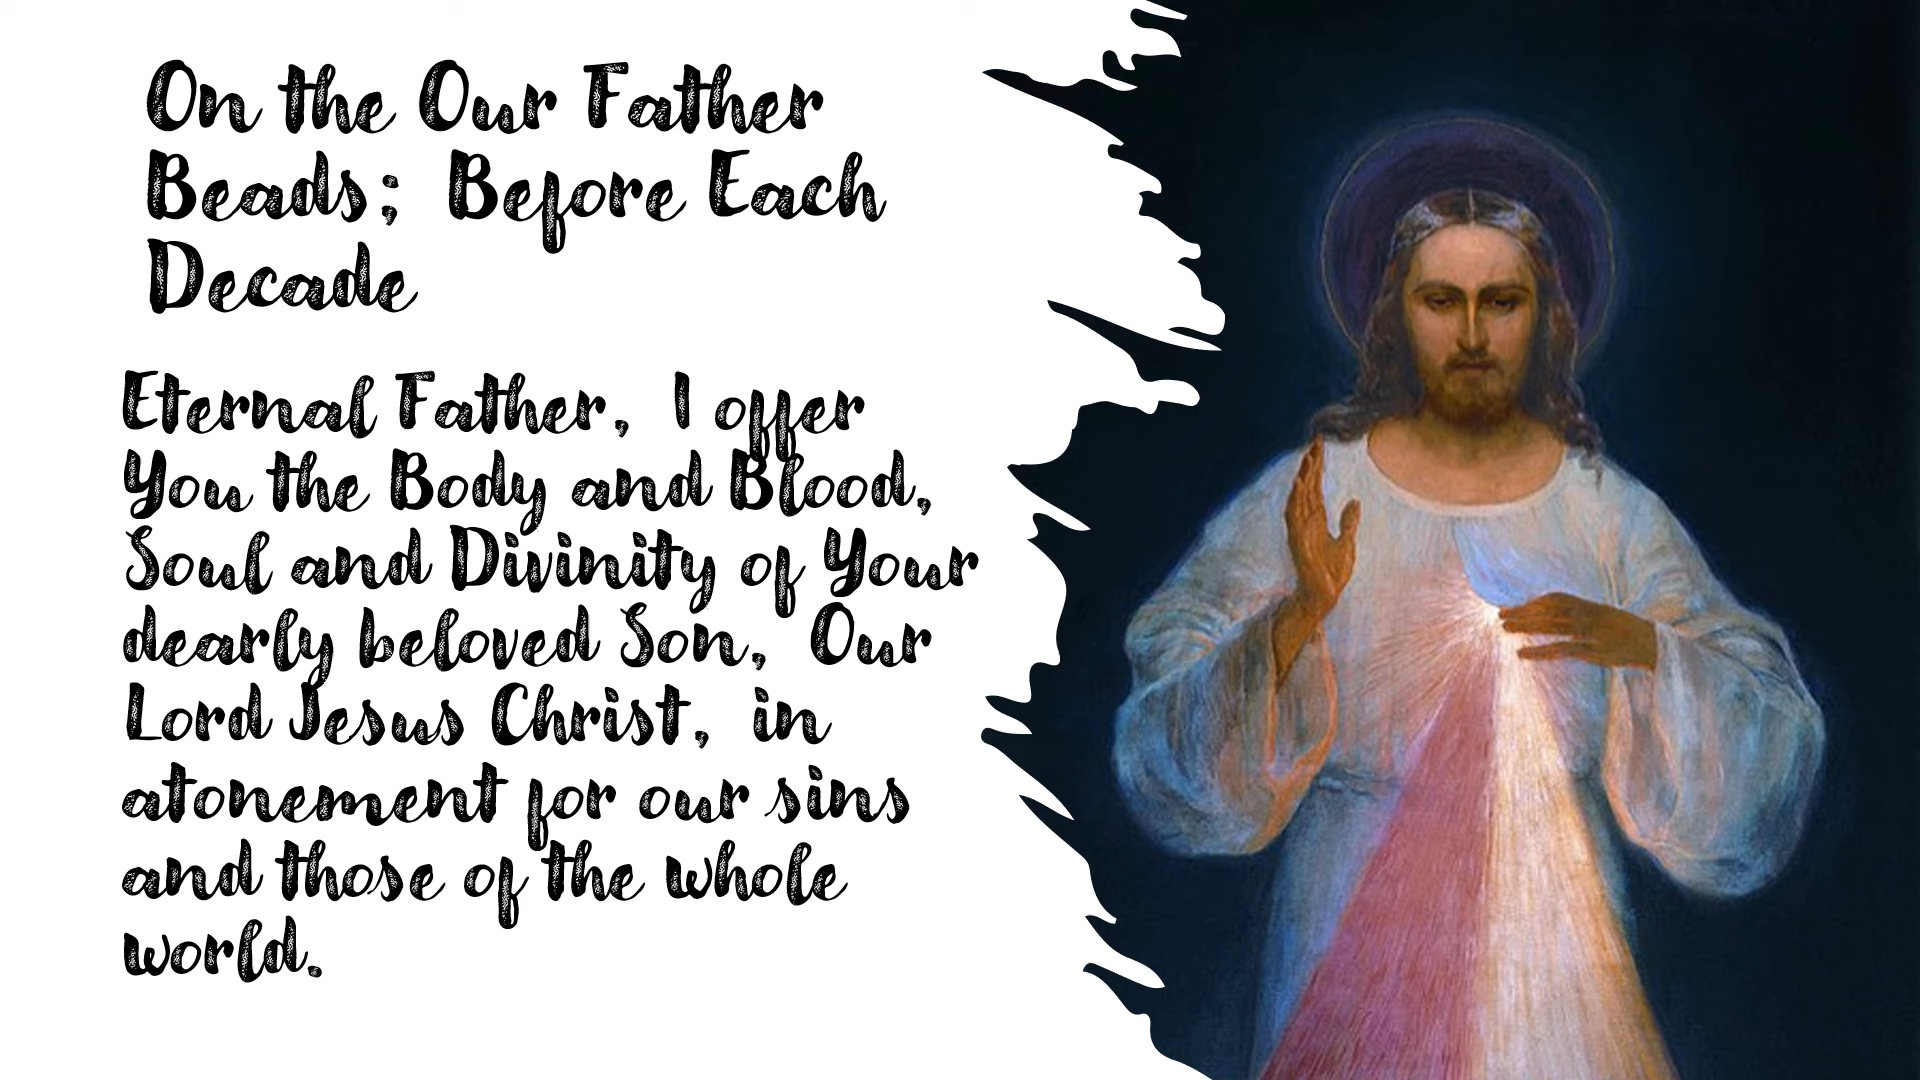 On the Our Father
Beads; Before Each
Decade
Eternal Father, I offer
You the Body and Blood,
Soul and Divinity of Your
dearly beloved Son, Our
Lord Jesus Christ, in
atonement for our sins
and those of the whole
world.